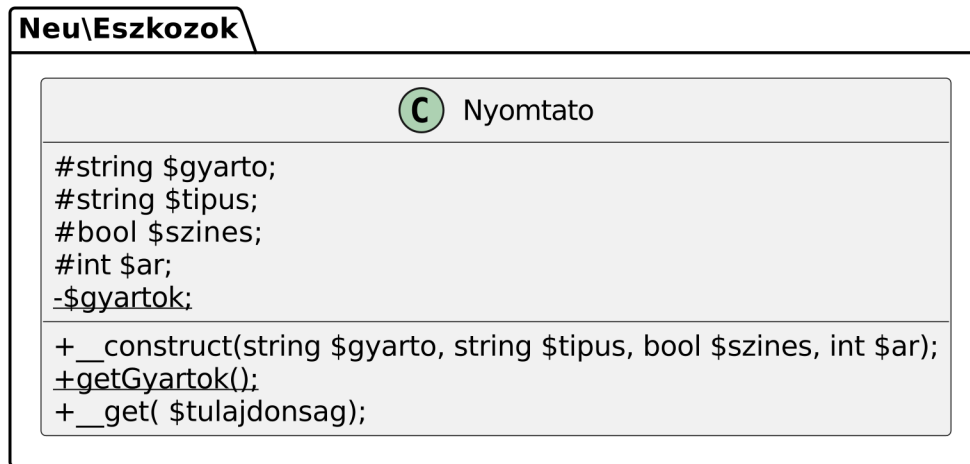 Neu\Eszkozok
C Nyomtato
#string $gyarto;
#string $tipus;
#bool $szines;
#int $ar;
-$gyartok;
+__construct(string $gyarto, string $tipus, bool $szines, int $ar);
+getGyartok();
+__get( $tulajdonsag);